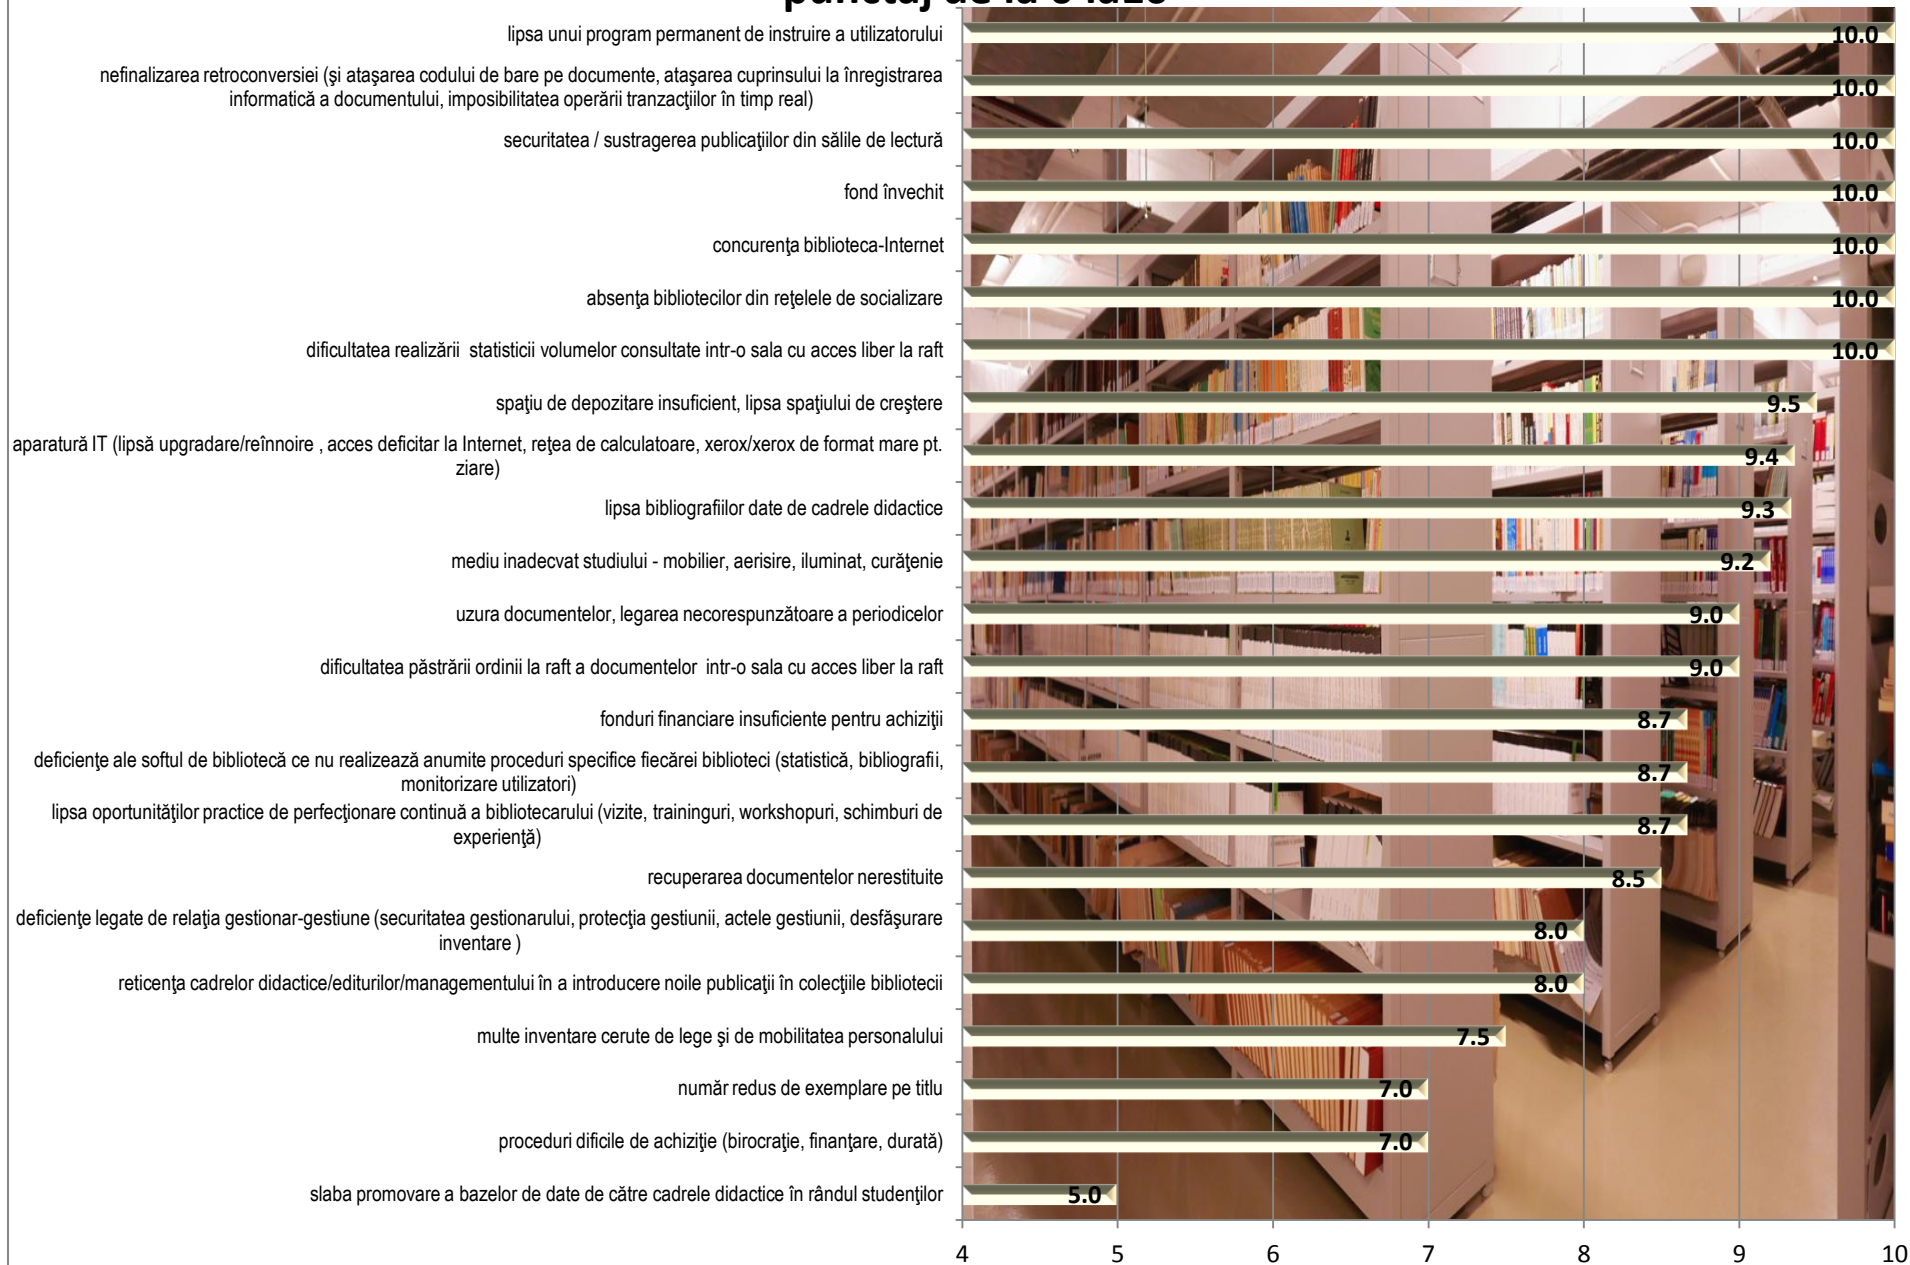 lipsa unui program permanent de instruire a utilizatorului
10.0
nefinalizarea retroconversiei (şi ataşarea codului de bare pe documente, ataşarea cuprinsului la înregistrarea
informatică a documentului, imposibilitatea operării tranzacţiilor în timp real)
10.0
securitatea / sustragerea publicaţiilor din sălile de lectură
10.0
fond învechit
10.0
concurenţa biblioteca-Internet
10.0
absenţa bibliotecilor din reţelele de socializare
10.0
dificultatea realizării  statisticii volumelor consultate intr-o sala cu acces liber la raft
10.0
spaţiu de depozitare insuficient, lipsa spaţiului de creştere
9.5
aparatură IT (lipsă upgradare/reînnoire , acces deficitar la Internet, reţea de calculatoare, xerox/xerox de format mare pt.
ziare)
9.4
lipsa bibliografiilor date de cadrele didactice
9.3
mediu inadecvat studiului - mobilier, aerisire, iluminat, curăţenie
9.2
uzura documentelor, legarea necorespunzătoare a periodicelor
9.0
dificultatea păstrării ordinii la raft a documentelor  intr-o sala cu acces liber la raft
9.0
fonduri financiare insuficiente pentru achiziţii
8.7
deficienţe ale softul de bibliotecă ce nu realizează anumite proceduri specifice fiecărei biblioteci (statistică, bibliografii,
monitorizare utilizatori)
8.7
lipsa oportunităţilor practice de perfecţionare continuă a bibliotecarului (vizite, traininguri, workshopuri, schimburi de
experienţă)
8.7
recuperarea documentelor nerestituite
8.5
deficienţe legate de relaţia gestionar-gestiune (securitatea gestionarului, protecţia gestiunii, actele gestiunii, desfăşurare
inventare )
8.0
reticenţa cadrelor didactice/editurilor/managementului în a introducere noile publicaţii în colecţiile bibliotecii
8.0
multe inventare cerute de lege şi de mobilitatea personalului
7.5
număr redus de exemplare pe titlu
7.0
proceduri dificile de achiziţie (birocraţie, finanţare, durată)
7.0
slaba promovare a bazelor de date de către cadrele didactice în rândul studenţilor
5.0
4 5 6 7 8 9 10